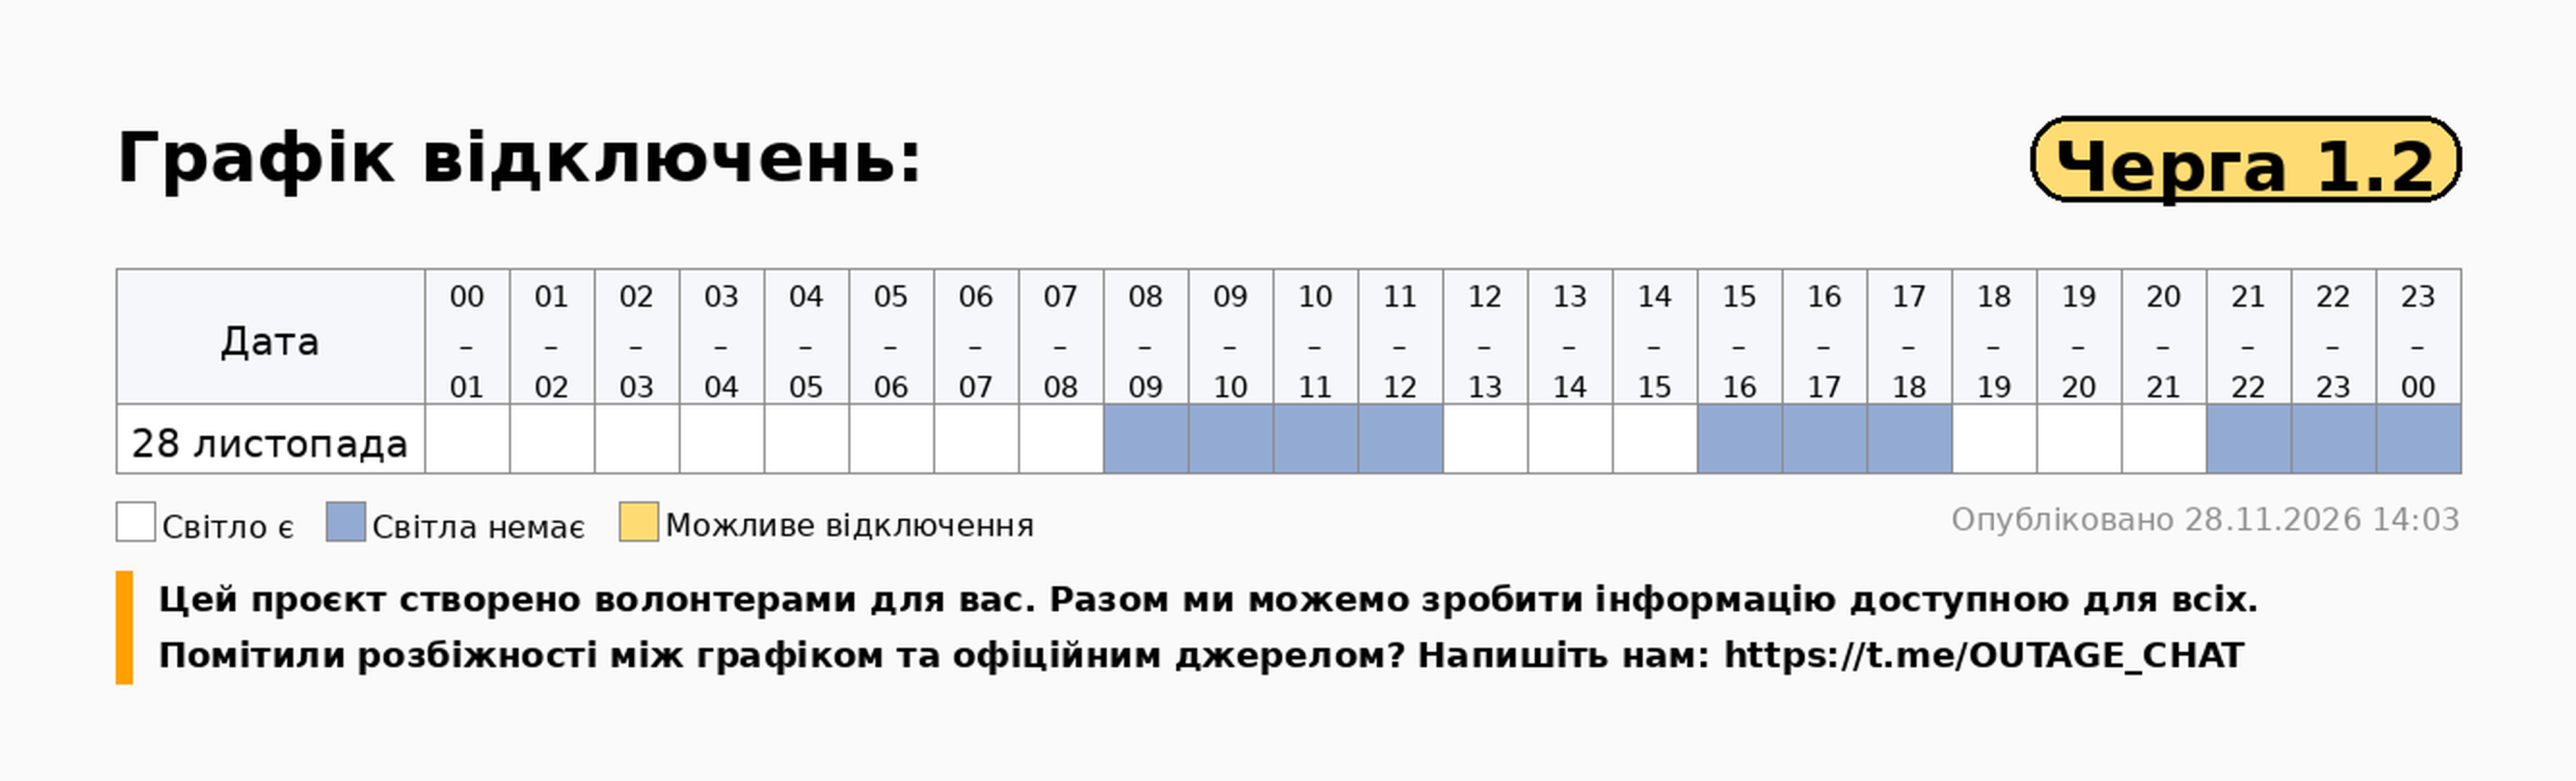 Графік відключень:
Черга 1.2
Дата 00 – 01 01 – 02 02 – 03 03 – 04 04 – 05 05 – 06 06 – 07 07 – 08 08 – 09 09 – 10 10 – 11 11 – 12 12 – 13 13 – 14 14 – 15 15 – 16 16 – 17 17 – 18 18 – 19 19 – 20 20 – 21 21 – 22 22 – 23 23 – 00
28 листопада
Світло є Світла немає Можливе відключення
Опубліковано 28.11.2026 14:03
Цей проєкт створено волонтерами для вас. Разом ми можемо зробити інформацію доступною для всіх.
Помітили розбіжності між графіком та офіційним джерелом? Напишіть нам: https://t.me/OUTAGE_CHAT